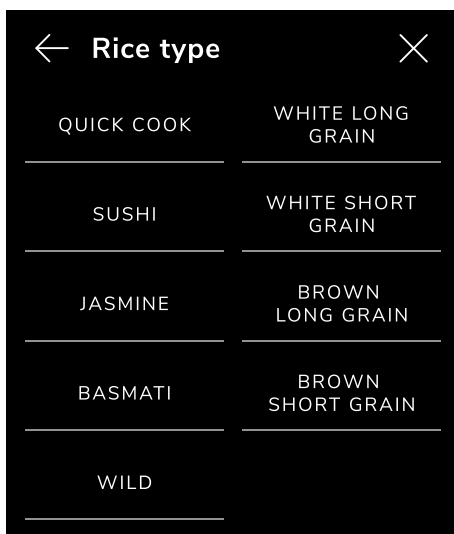 Rice type
QUICK COOK
WHITE LONG
GRAIN
SUSHI
WHITE SHORT
GRAIN
JASMINE
BROWN
LONG GRAIN
BASMATI
BROWN
SHORT GRAIN
WILD